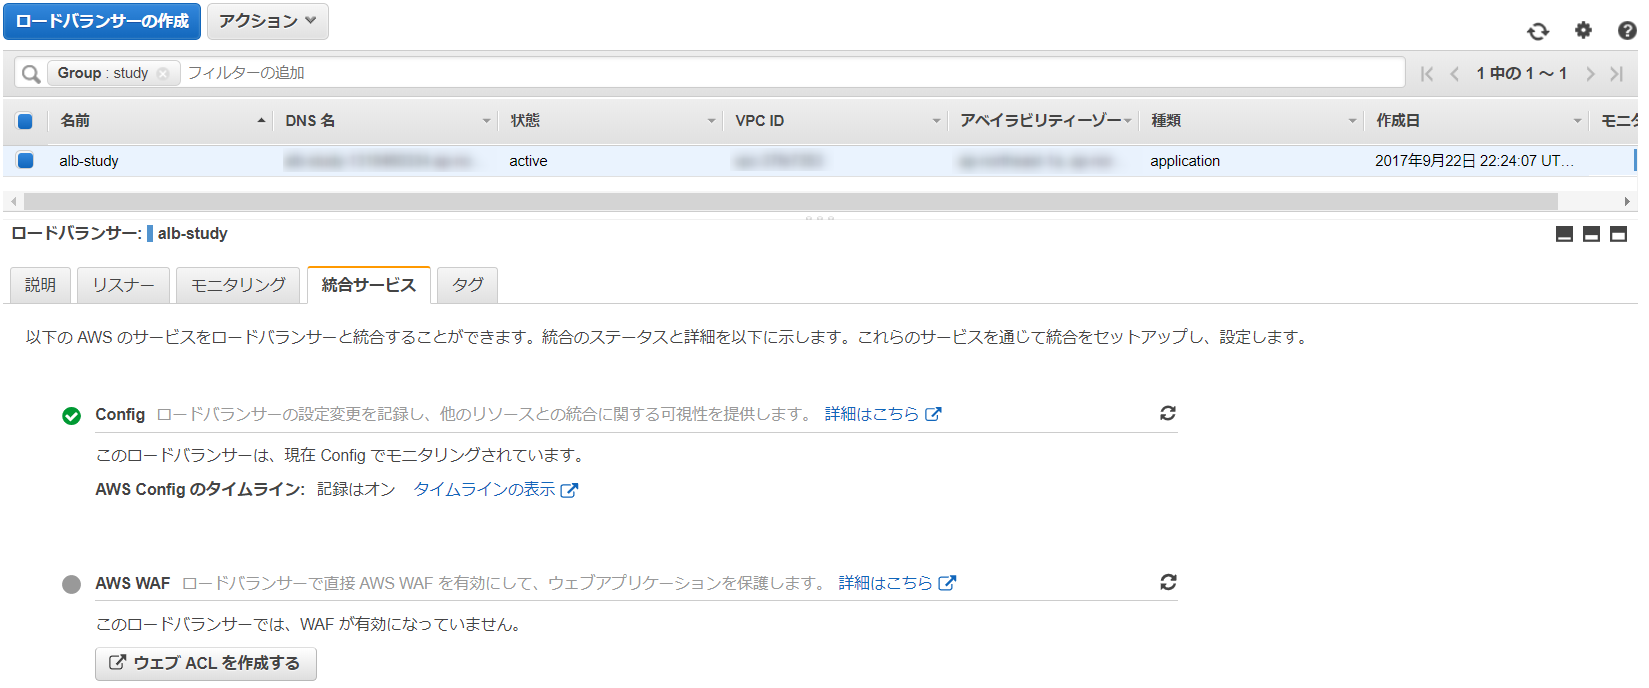 ロードバランサーの作成 アクション
Group : study フィルターの追加 1 中の 1 ～ 1
名前 DNS 名 状態 VPC ID アベイラビリティーゾー 種類 作成日 モニタ
alb-study active application 2017年9月22日 22:24:07 UT…
ロードバランサー: alb-study
説明 リスナー モニタリング 統合サービス タグ
以下の AWS のサービスをロードバランサーと統合することができます。統合のステータスと詳細を以下に示します。これらのサービスを通じて統合をセットアップし、設定します。
Config ロードバランサーの設定変更を記録し、他のリソースとの統合に関する可視性を提供します。 詳細はこちら
このロードバランサーは、現在 Config でモニタリングされています。
AWS Config のタイムライン: 記録はオン タイムラインの表示
AWS WAF ロードバランサーで直接 AWS WAF を有効にして、ウェブアプリケーションを保護します。 詳細はこちら
このロードバランサーでは、WAF が有効になっていません。
ウェブ ACL を作成する